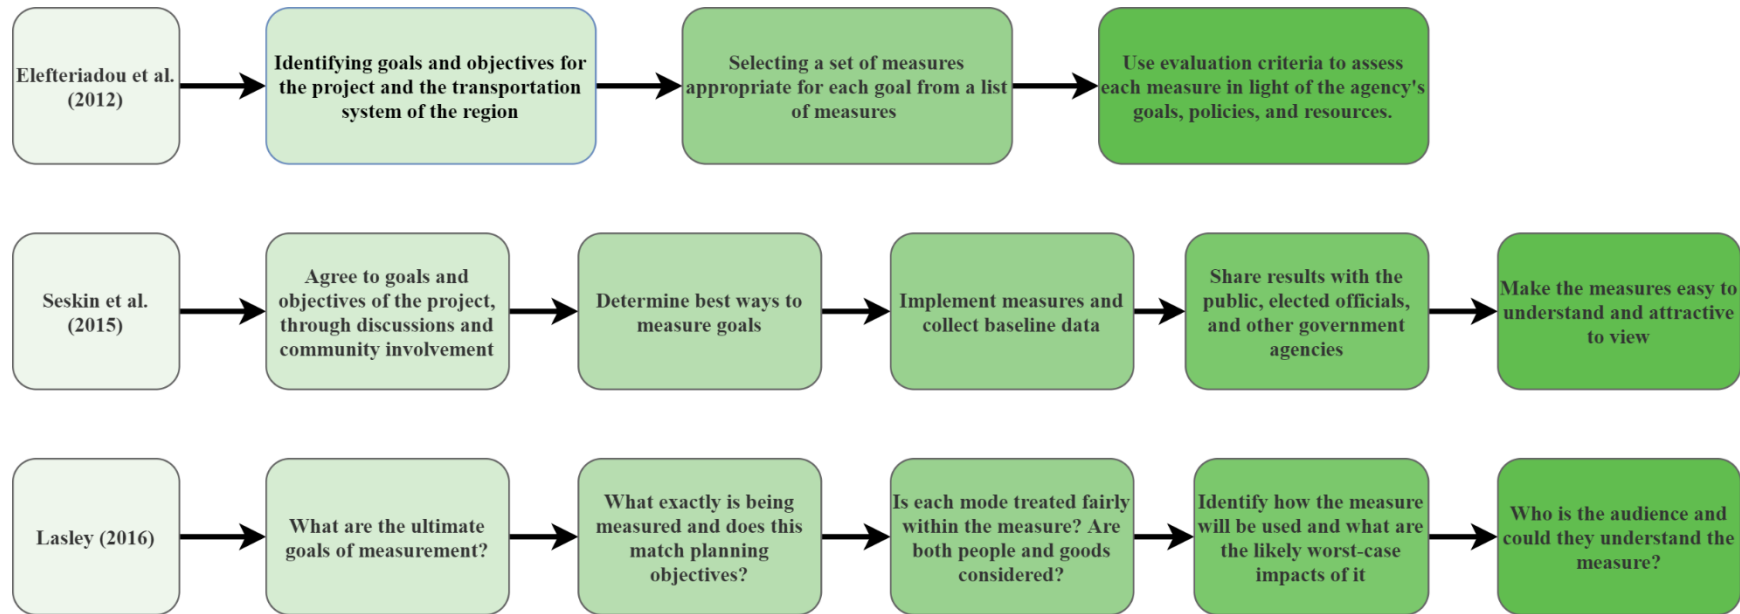 Elefteriadou et al.
(2012)
Identifying goals and objectives for
the project and the transportation
system of the region
Selecting a set of measures
appropriate for each goal from a list
of measures
Use evaluation criteria to assess
each measure in light of the agency's
goals, policies, and resources.
Seskin et al.
(2015)
Agree to goals and
objectives of the project,
through discussions and
community involvement
Determine best ways to
measure goals
Implement measures and
collect baseline data
Share results with the
public, elected officials,
and other government
agencies
Make the measures easy to
understand and attractive
to view
Lasley (2016)
What are the ultimate
goals of measurement?
What exactly is being
measured and does this
match planning
objectives?
Is each mode treated fairly
within the measure? Are
both people and goods
considered?
Identify how the measure
will be used and what are
the likely worst-case
impacts of it
Who is the audience and
could they understand the
measure?